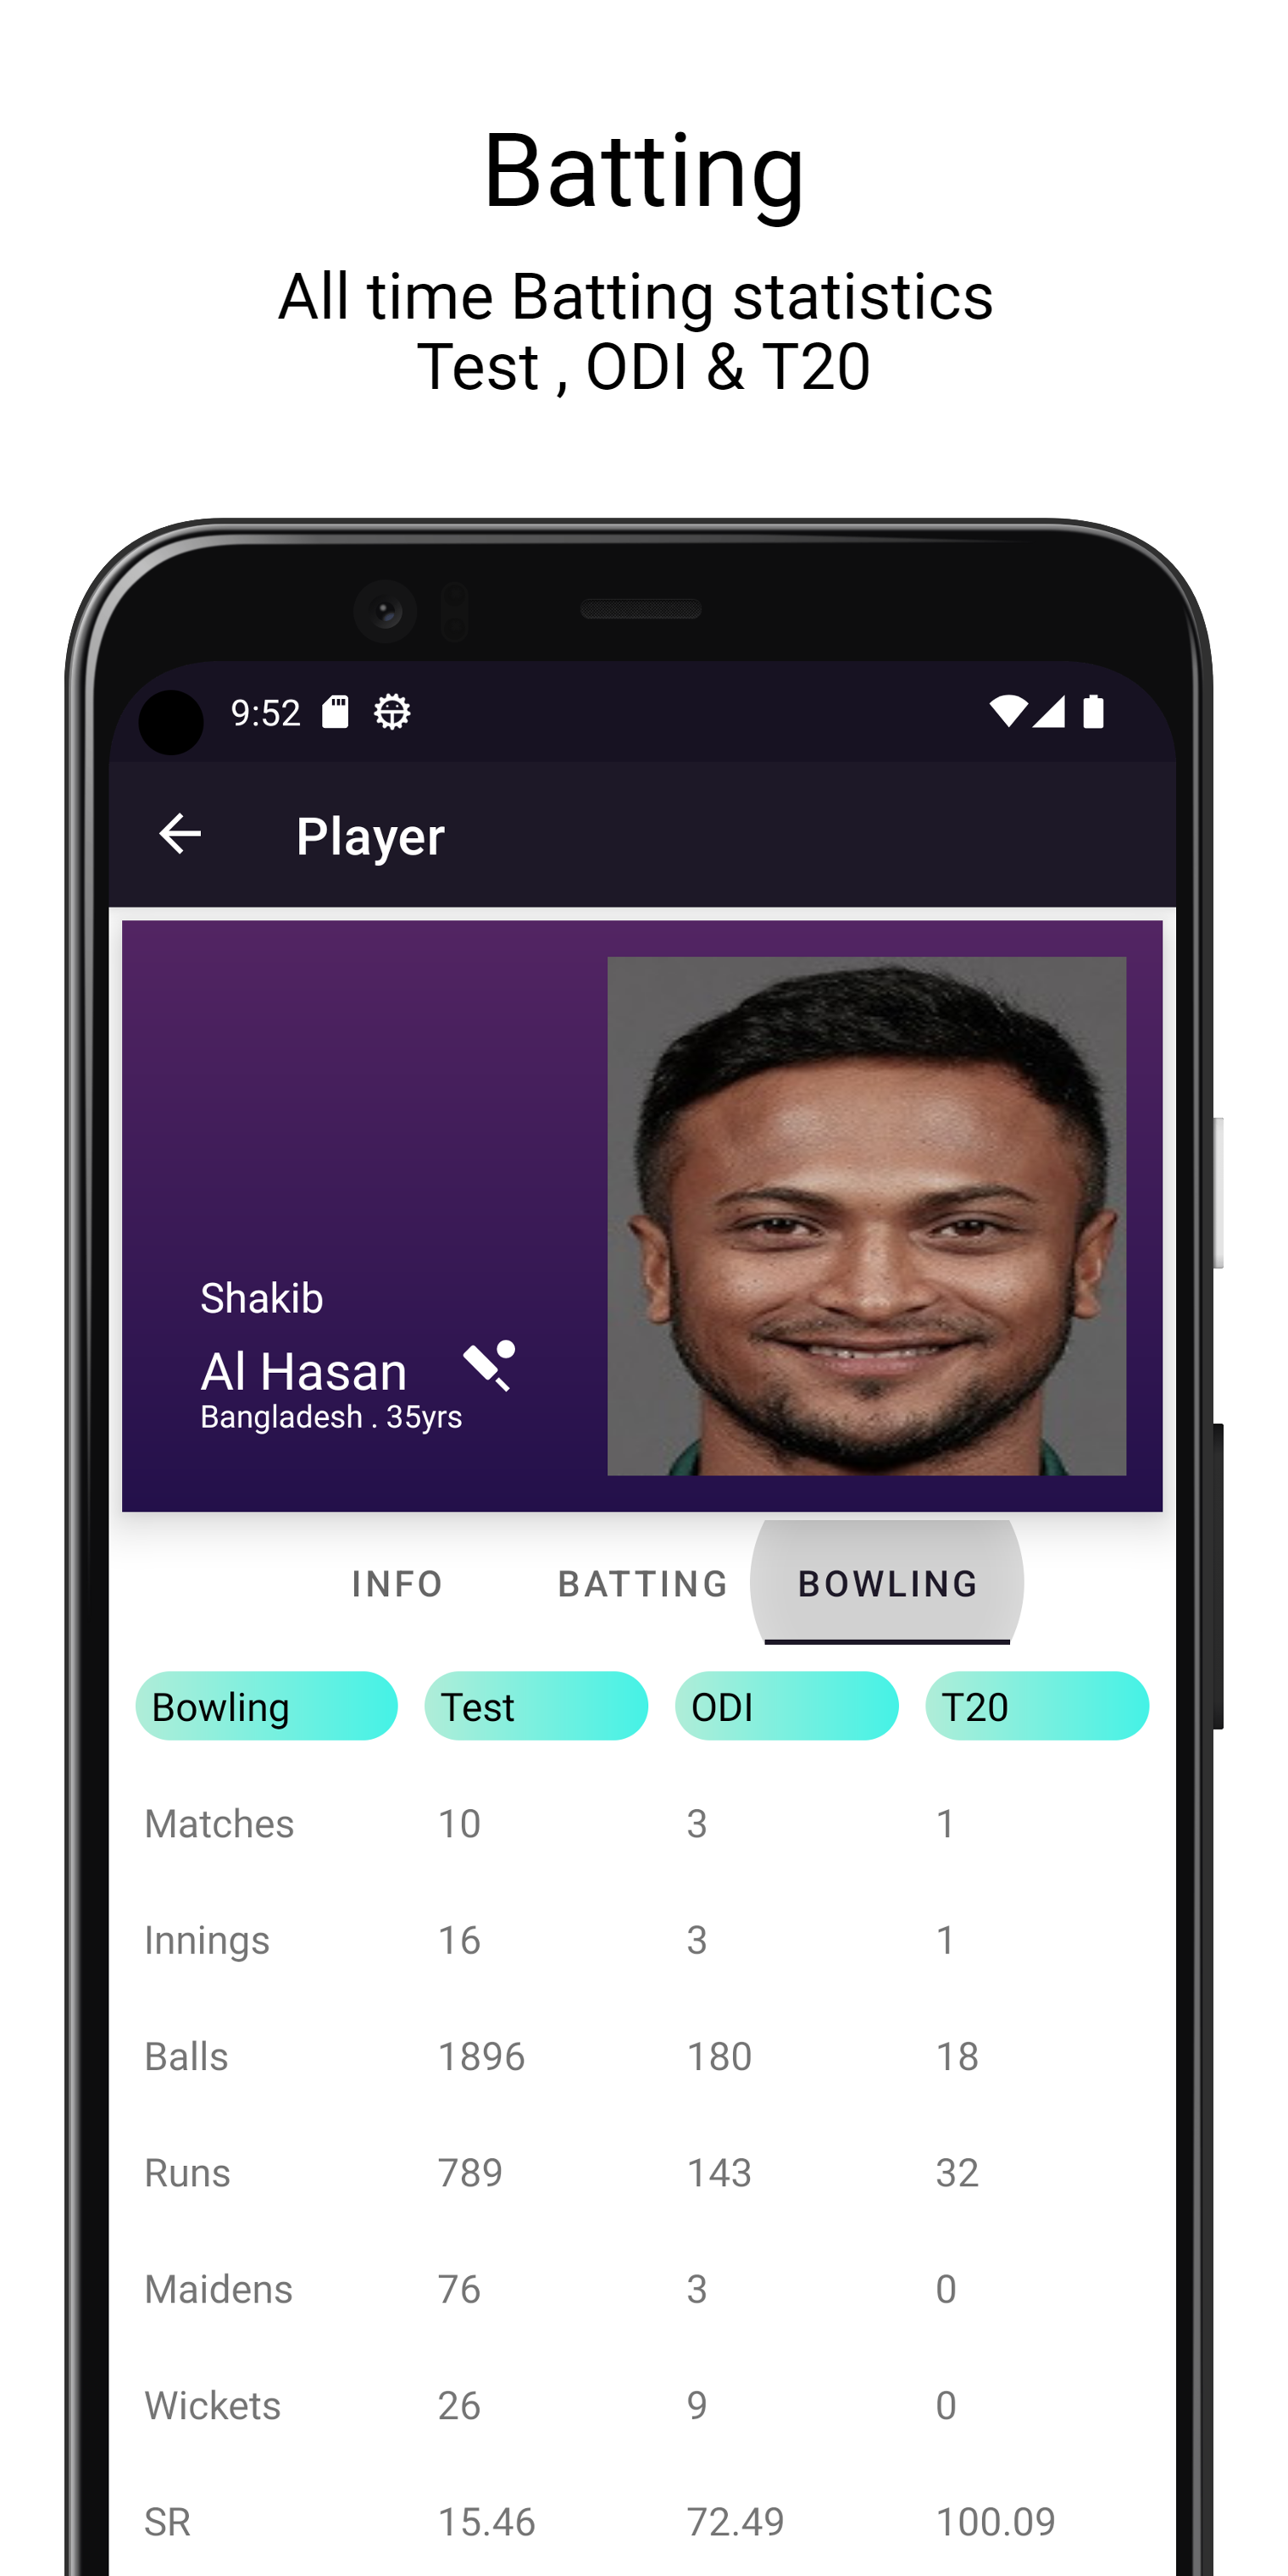 Batting
All time Batting statistics
Test , ODI & T20
9:52
Player
Shakib
Al Hasan
Bangladesh . 35yrs
INFO BATTING BOWLING
Bowling Test ODI T20
Matches 10 3 1
Innings 16 3 1
Balls 1896 180 18
Runs 789 143 32
Maidens 76 3 0
Wickets 26 9 0
SR 15.46 72.49 100.09